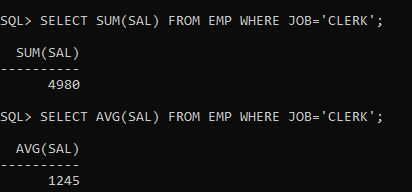 SQL> SELECT SUM(SAL) FROM EMP WHERE JOB='CLERK';
SUM(SAL)
----------
4980
SQL> SELECT AVG(SAL) FROM EMP WHERE JOB='CLERK';
AVG(SAL)
----------
1245